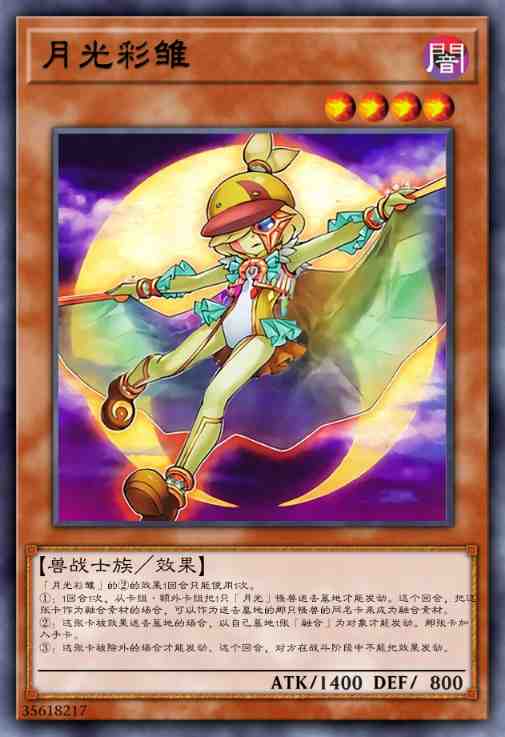 月光彩雏
闇
【兽战士族／效果】
「月光彩雏」的②的效果1回合只能使用1次。
①：1回合1次，从卡组·额外卡组把1只「月光」怪兽送去墓地才能发动。这个回合，把这
张卡作为融合素材的场合，可以作为送去墓地的那只怪兽的同名卡来成为融合素材。
②：这张卡被效果送去墓地的场合，以自己墓地1张「融合」为对象才能发动。那张卡加
入手卡。
③：这张卡被除外的场合才能发动。这个回合，对方在战斗阶段中不能把效果发动。
ATK/1400 DEF/ 800
35618217